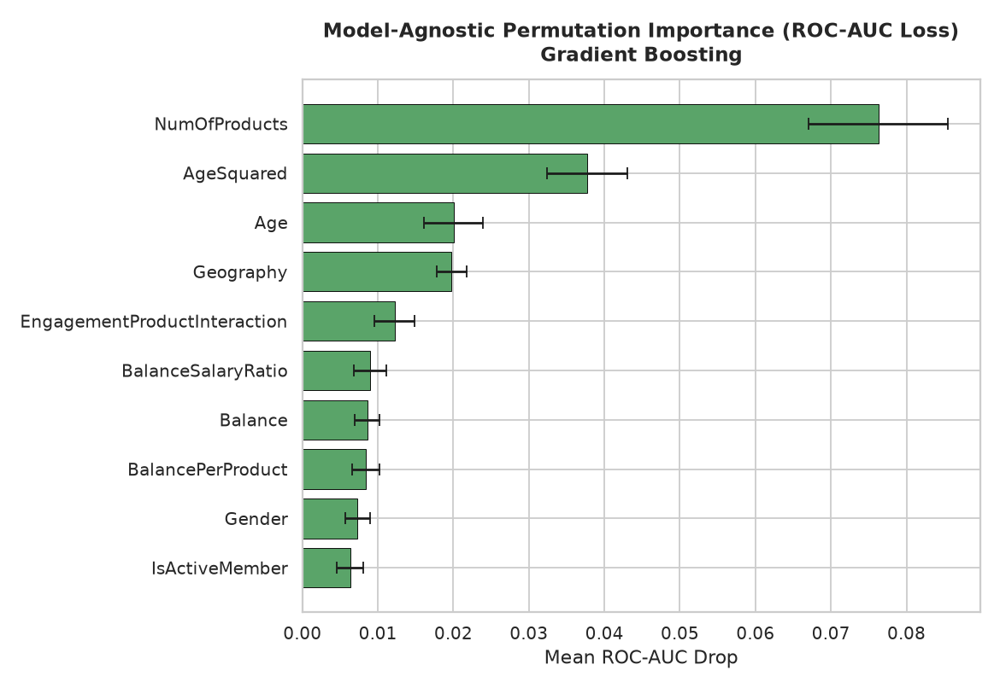 Model-Agnostic Permutation Importance (ROC-AUC Loss)
Gradient Boosting
NumOfProducts
AgeSquared
Age
Geography
EngagementProductInteraction
BalanceSalaryRatio
Balance
BalancePerProduct
Gender
IsActiveMember
0.00 0.01 0.02 0.03 0.04 0.05 0.06 0.07 0.08
Mean ROC-AUC Drop